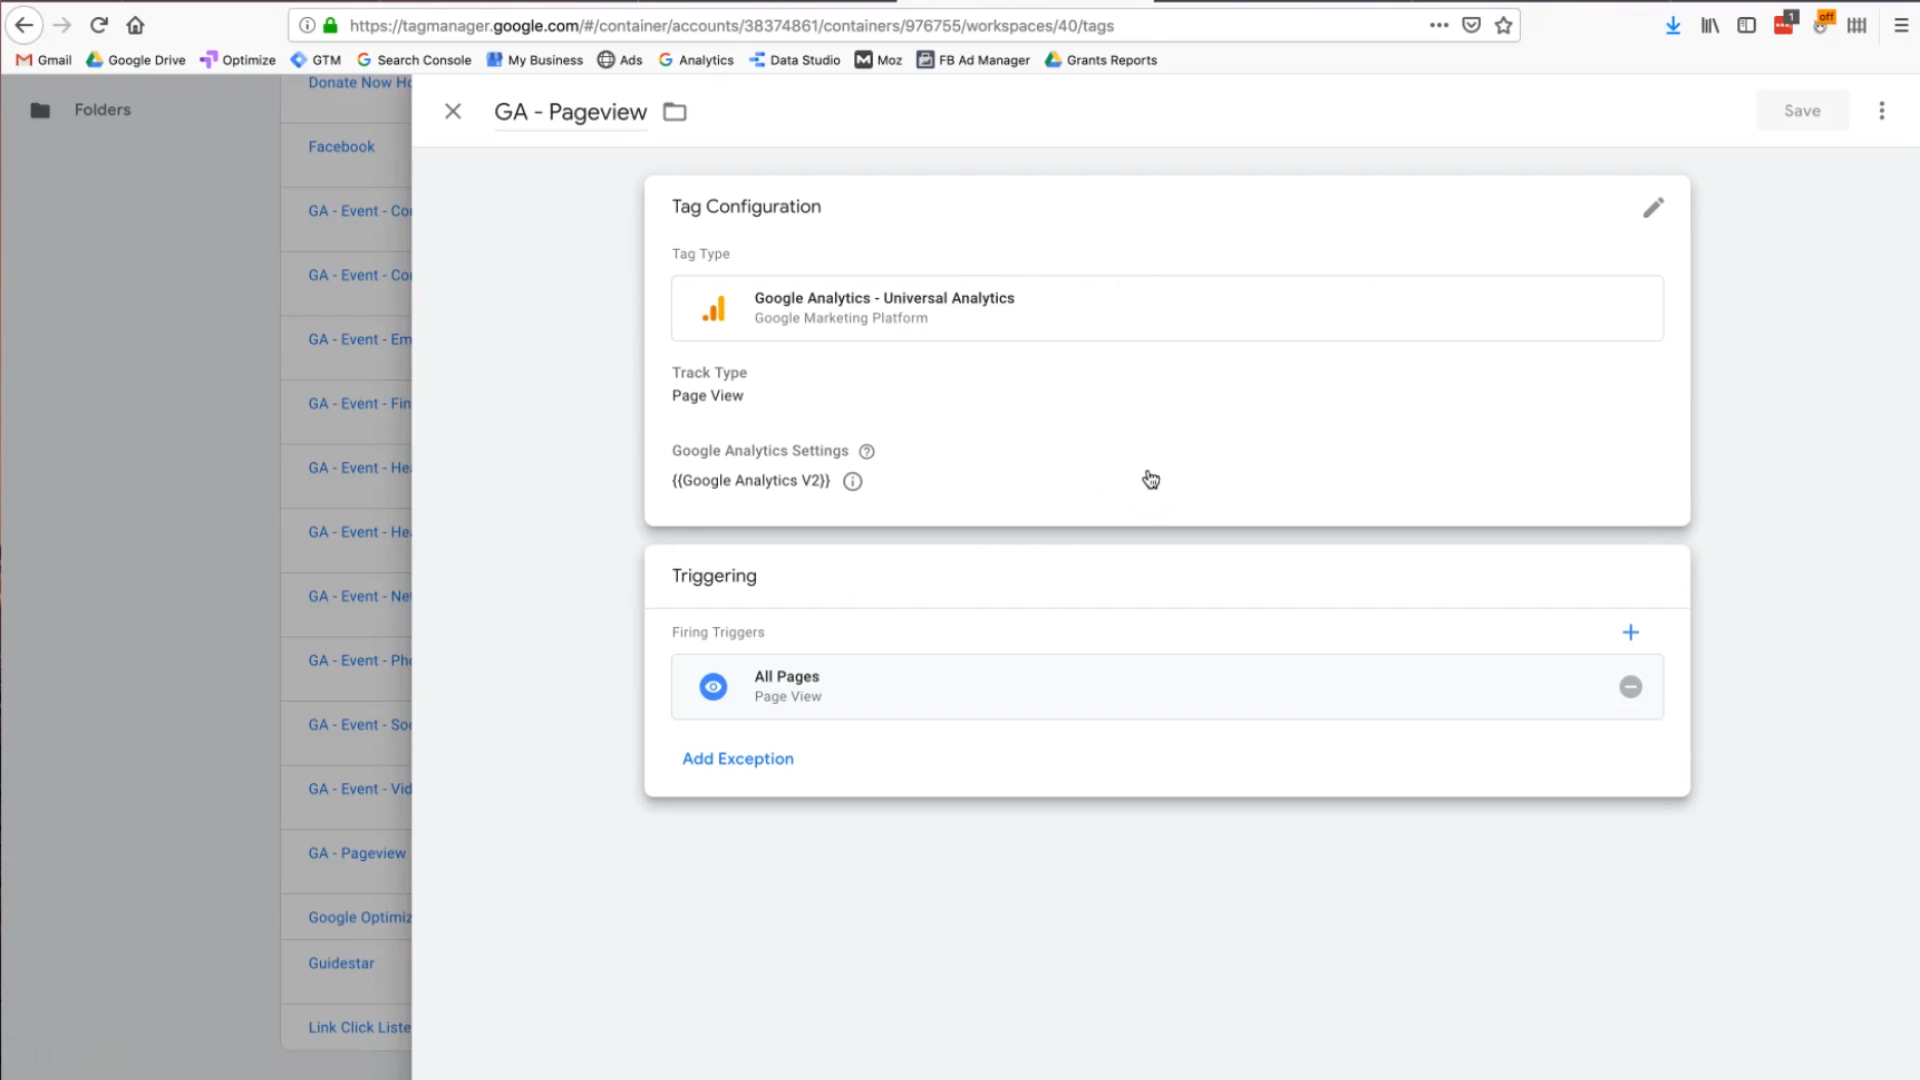 https://tagmanager.google.com/#/container/accounts/38374861/containers/976755/workspaces/40/tags
1
off
Gmail
Google Drive
Optimize
GTM
Search Console
My Business
Ads
Analytics
Data Studio
Moz
FB Ad Manager
Grants Reports
Folders
Donate Now Ho
Facebook
GA - Event - Co
GA - Event - Co
GA - Event - Em
GA - Event - Fin
GA - Event - He
GA - Event - He
GA - Event - Ne
GA - Event - Pho
GA - Event - So
GA - Event - Vid
GA - Pageview
Google Optimiz
Guidestar
Link Click Liste
GA - Pageview
Save
Tag Configuration
Tag Type
Google Analytics - Universal Analytics
Google Marketing Platform
Track Type
Page View
Google Analytics Settings
{{Google Analytics V2}}
Triggering
Firing Triggers
All Pages
Page View
Add Exception